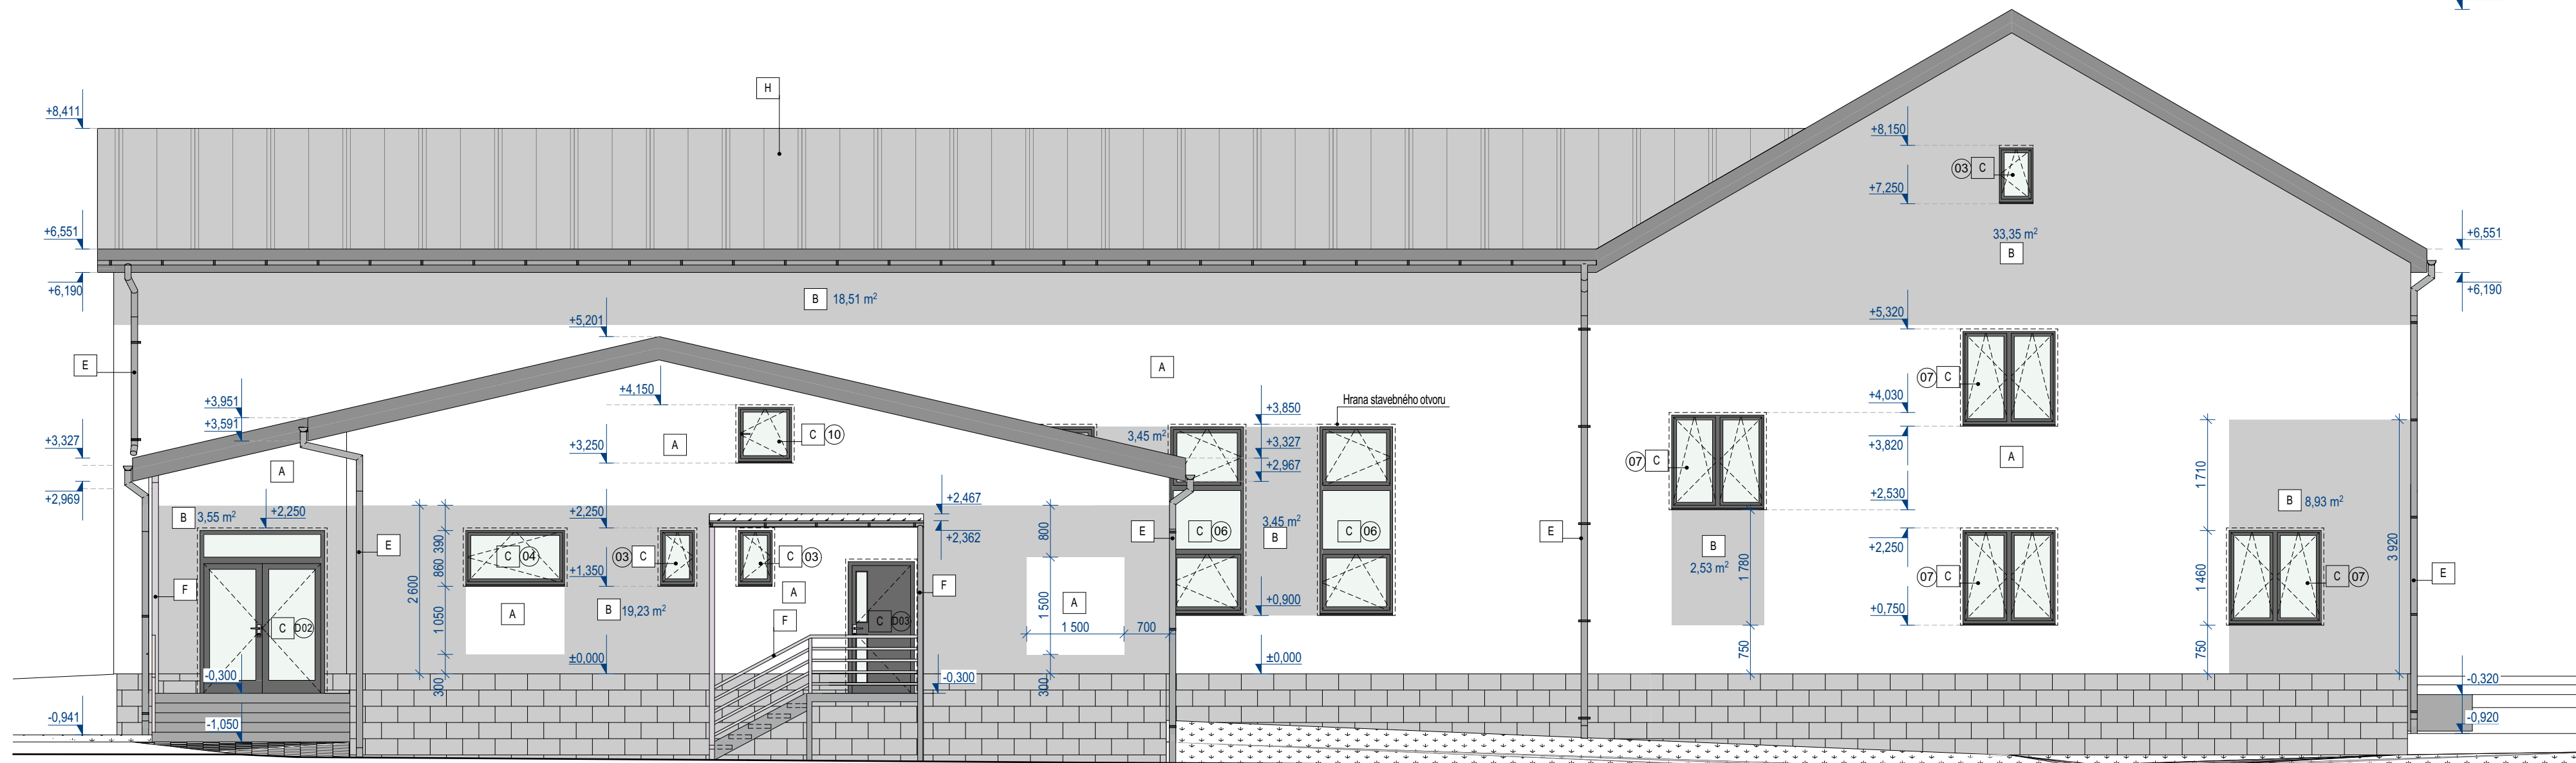 H
+8,411
+8,150
03 C
+7,250
+6,551
33,35 m²
B
+6,551
+6,190
B 18,51 m²
+6,190
+5,201
+5,320
E
A
07 C
+4,150
+3,951
+3,591
Hrana stavebného otvoru
+3,850
+4,030
+3,327
A
+3,250
A
C 10
3,45 m²
+3,327
+2,967
+3,820
A
07 C
1 710
+2,969
+2,467
+2,530
B 8,93 m²
B 3,55 m²
+2,250
+2,250
+2,362
E
390
800
E
C 06
3,45 m²
B
C 06
E
+2,250
B
2,53 m²
1 780
3 920
C 04
03 C
C 03
860
2 600
+1,350
1 460
07 C
C 07
E
F
A
F
+0,900
+0,750
A
B 19,23 m²
A
1 500
1 050
F
C D02
C D03
1 500
700
±0,000
±0,000
750
750
-0,300
300
-0,300
300
-0,320
-0,941
-1,050
-0,920